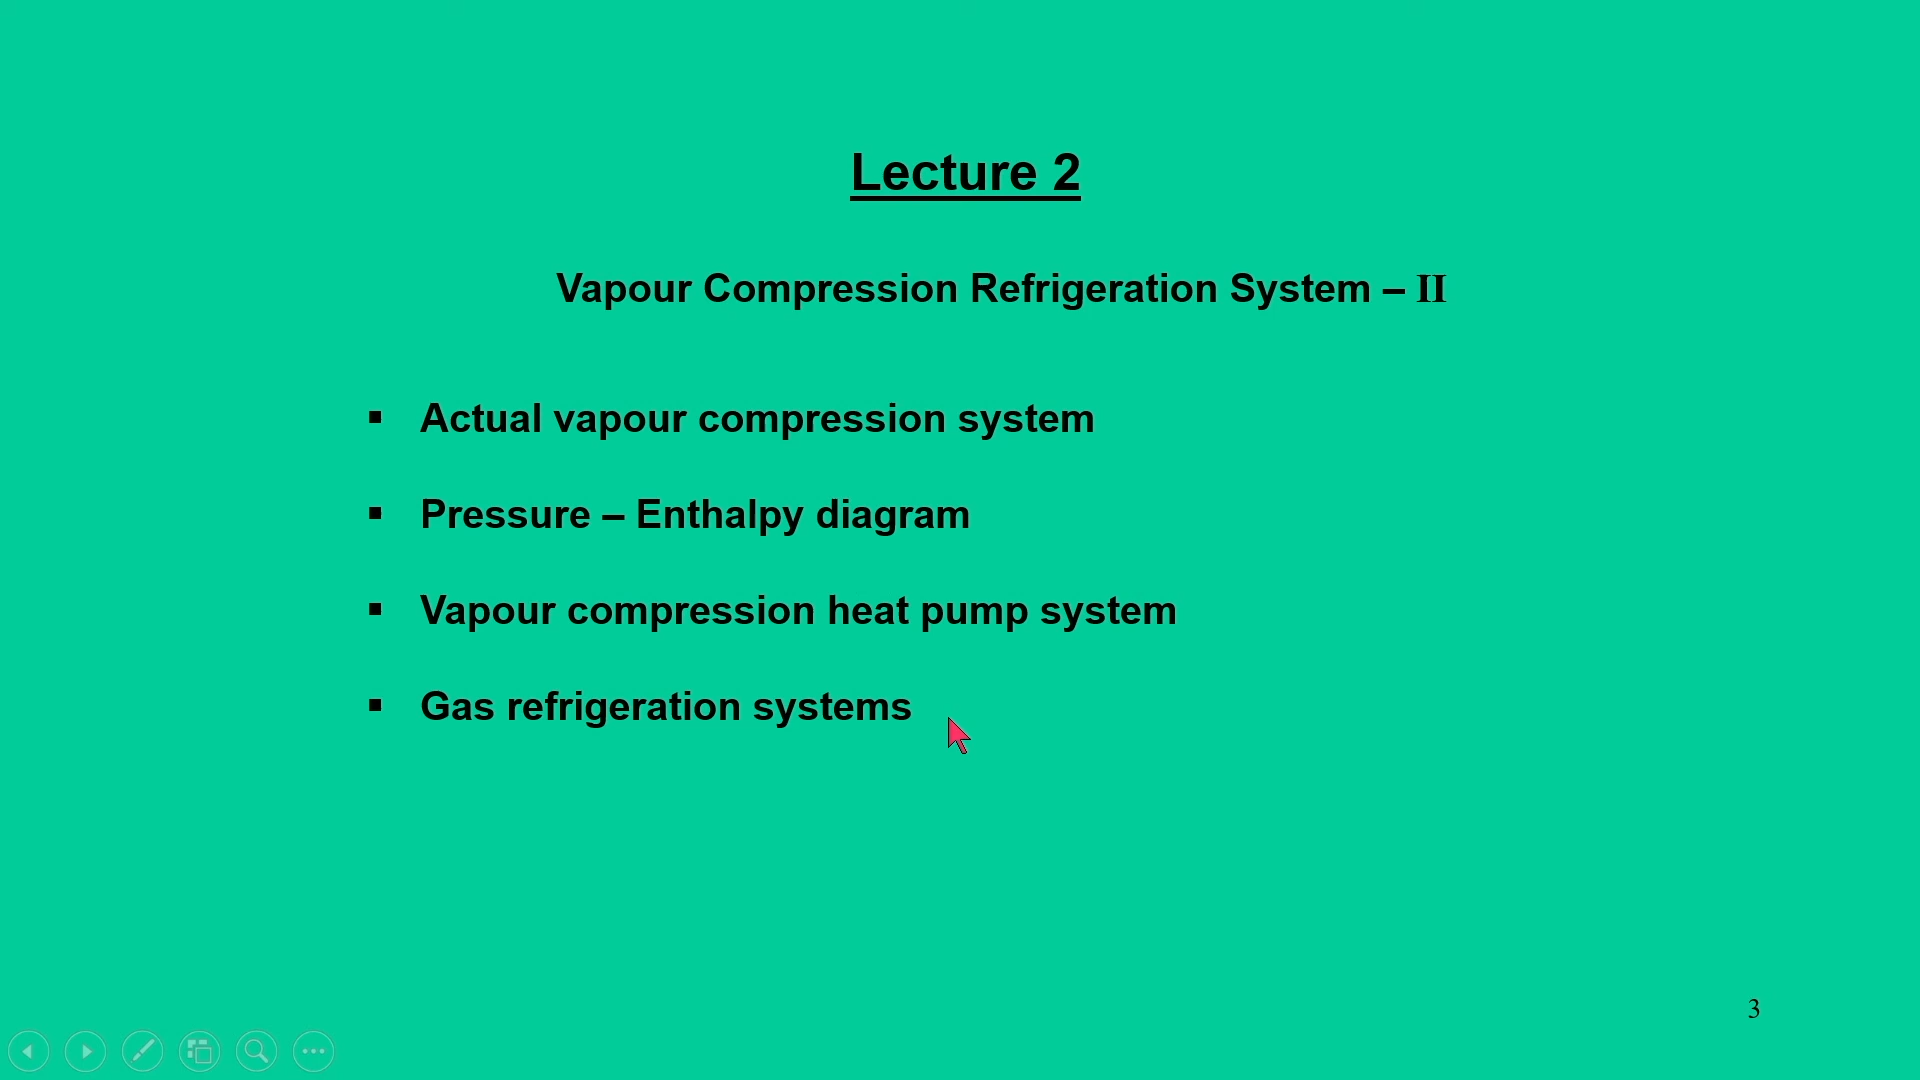 Lecture 2
Vapour Compression Refrigeration System – II
▪ Actual vapour compression system
▪ Pressure – Enthalpy diagram
▪ Vapour compression heat pump system
▪ Gas refrigeration systems
3